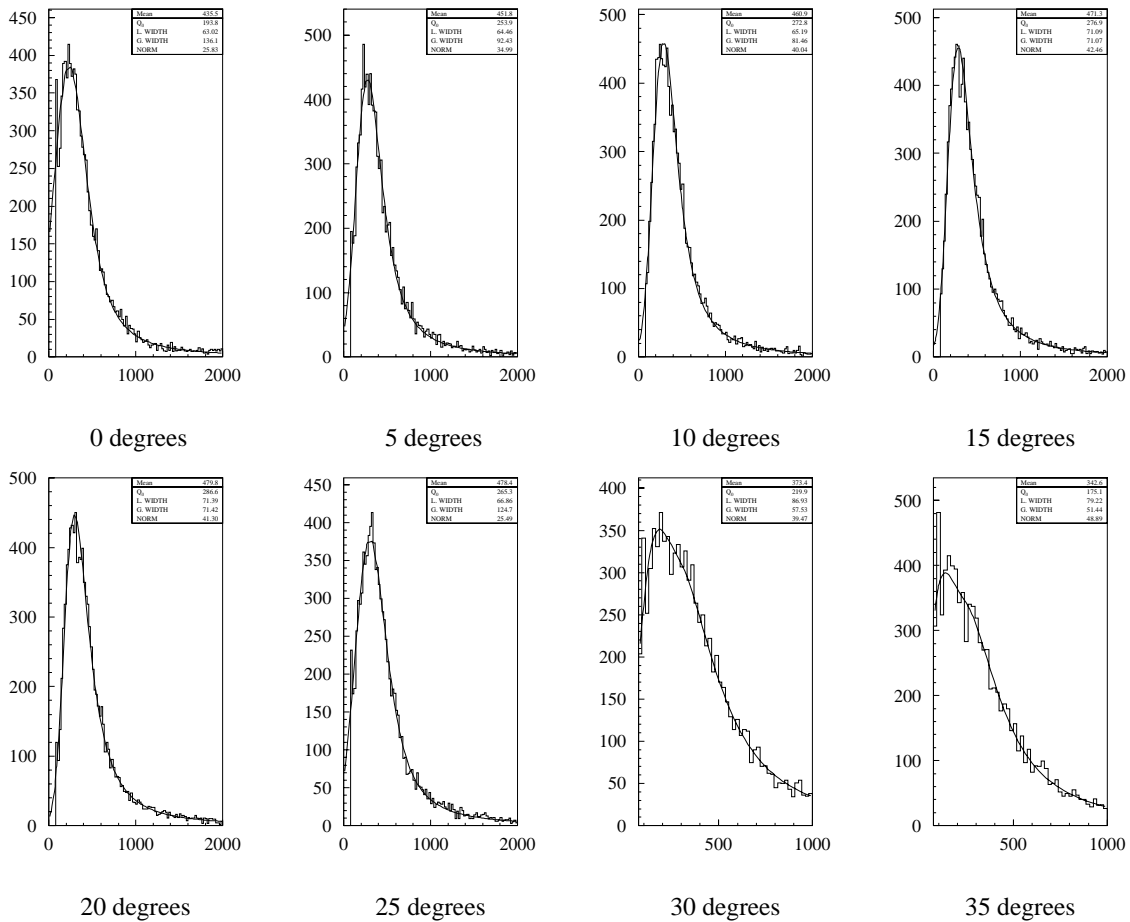 Mean 435.5
Q0 193.8
L. WIDTH 63.02
G. WIDTH 136.1
NORM 25.83
450
400
350
300
250
200
150
100
50
0
0 1000 2000
0 degrees
Mean 451.8
Q0 253.9
L. WIDTH 64.46
G. WIDTH 92.43
NORM 34.99
500
400
300
200
100
0
0 1000 2000
5 degrees
Mean 460.9
Q0 272.8
L. WIDTH 65.19
G. WIDTH 81.46
NORM 40.04
500
400
300
200
100
0
0 1000 2000
10 degrees
Mean 471.3
Q0 276.9
L. WIDTH 71.09
G. WIDTH 71.07
NORM 42.46
500
400
300
200
100
0
0 1000 2000
15 degrees
Mean 479.8
Q0 286.6
L. WIDTH 71.39
G. WIDTH 71.42
NORM 41.30
500
400
300
200
100
0
0 1000 2000
20 degrees
Mean 478.4
Q0 265.3
L. WIDTH 66.86
G. WIDTH 124.7
NORM 25.49
450
400
350
300
250
200
150
100
50
0
0 1000 2000
25 degrees
Mean 373.4
Q0 219.9
L. WIDTH 86.93
G. WIDTH 57.53
NORM 39.47
400
350
300
250
200
150
100
50
0
500 1000
30 degrees
Mean 342.6
Q0 175.1
L. WIDTH 79.22
G. WIDTH 51.44
NORM 48.89
500
400
300
200
100
0
500 1000
35 degrees